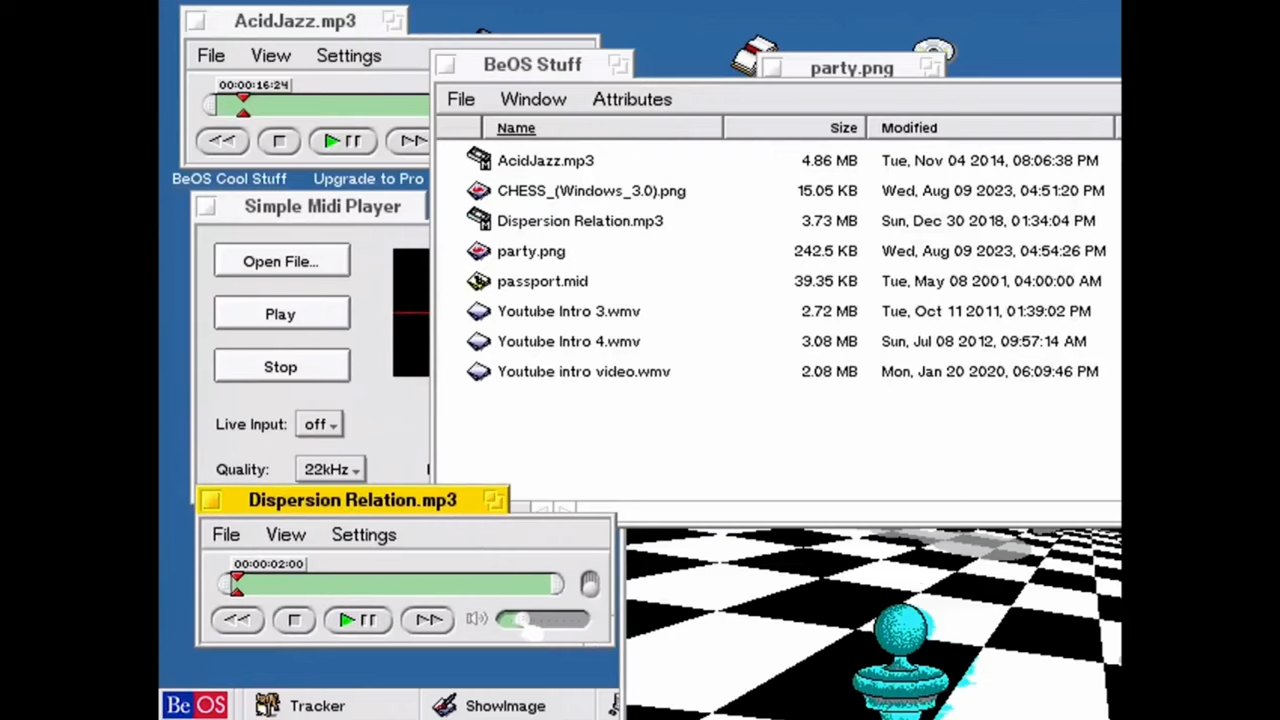 AcidJazz.mp3
File View Settings
00:00:16:24
BeOS Cool Stuff Upgrade to Pro
Simple Midi Player
Open File...
Play
Stop
Live Input: off
Quality: 22kHz
BeOS Stuff
File Window Attributes
Name Size Modified
AcidJazz.mp3 4.86 MB Tue, Nov 04 2014, 08:06:38 PM
CHESS_(Windows_3.0).png 15.05 KB Wed, Aug 09 2023, 04:51:20 PM
Dispersion Relation.mp3 3.73 MB Sun, Dec 30 2018, 01:34:04 PM
party.png 242.5 KB Wed, Aug 09 2023, 04:54:26 PM
passport.mid 39.35 KB Tue, May 08 2001, 04:00:00 AM
Youtube Intro 3.wmv 2.72 MB Tue, Oct 11 2011, 01:39:02 PM
Youtube Intro 4.wmv 3.08 MB Sun, Jul 08 2012, 09:57:14 AM
Youtube intro video.wmv 2.08 MB Mon, Jan 20 2020, 06:09:46 PM
party.png
Dispersion Relation.mp3
File View Settings
00:00:02:00
BeOS Tracker ShowImage